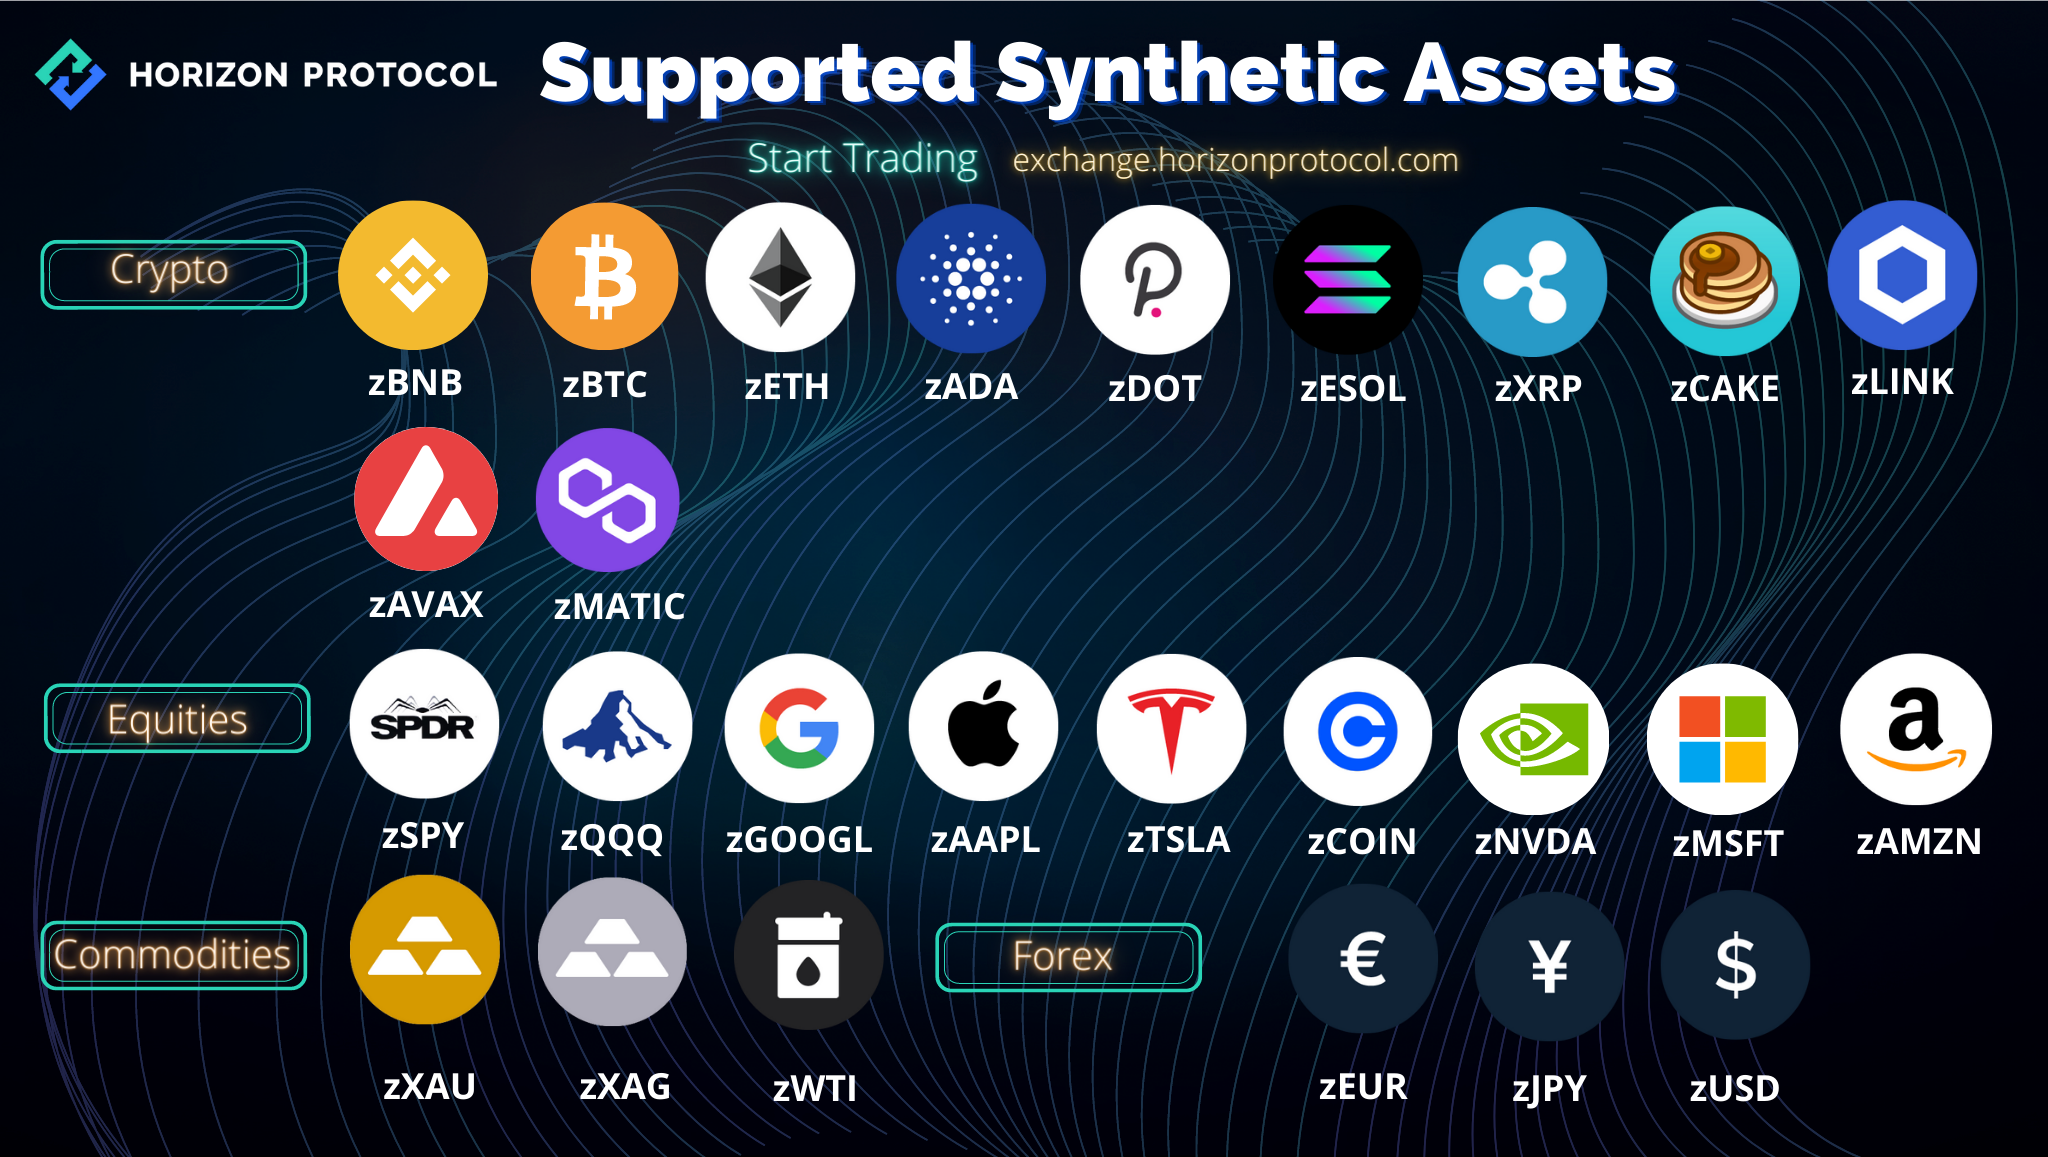 HORIZON PROTOCOL
Supported Synthetic Assets
Start Trading exchange.horizonprotocol.com
Crypto
zBNB zBTC zETH zADA zDOT zESOL zXRP zCAKE zLINK
zAVAX zMATIC
Equities
SPDR
zSPY zQQQ zGOOGL zAAPL zTSLA zCOIN zNVDA zMSFT zAMZN
Commodities
Forex
€ ¥ $
zXAU zXAG zWTI zEUR zJPY zUSD